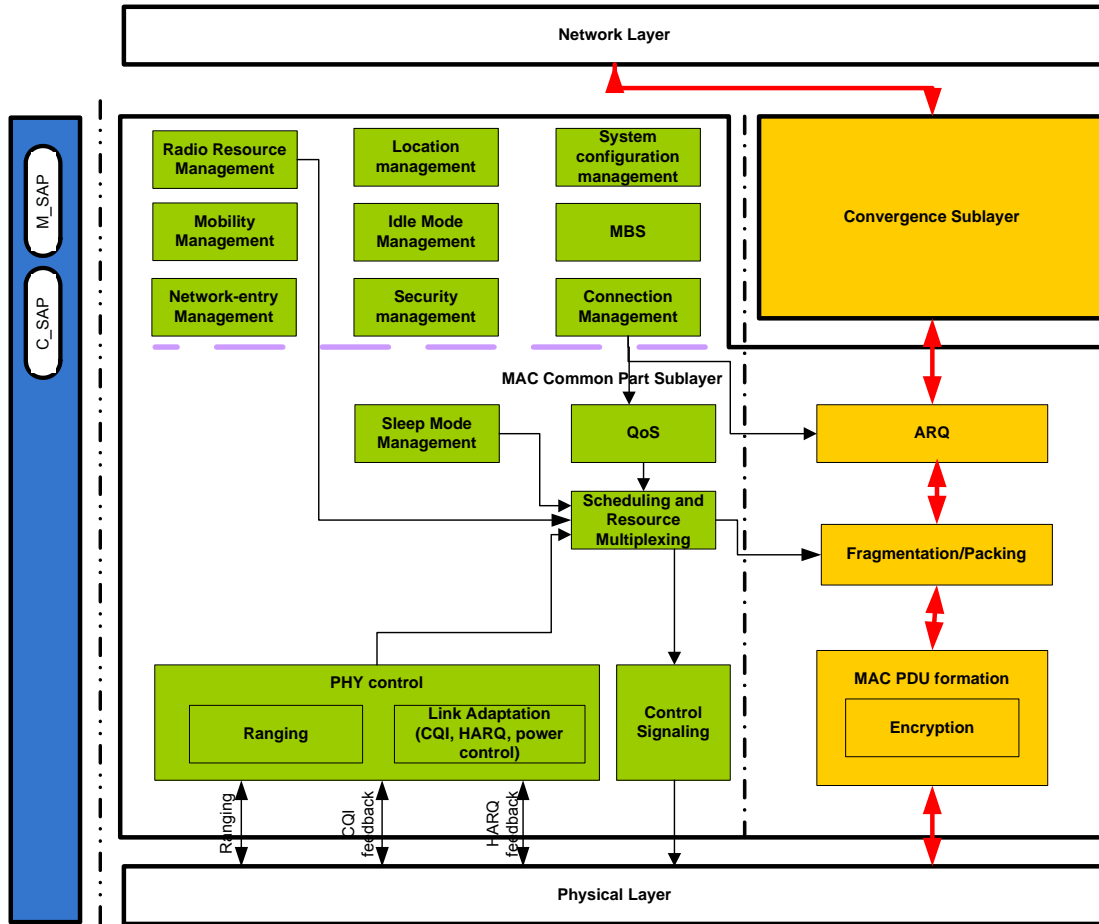 Network Layer
M_SAP
C_SAP
Radio Resource
Management
Location
management
System
configuration
management
Convergence Sublayer
Mobility
Management
Idle Mode
Management
MBS
Network-entry
Management
Security
management
Connection
Management
MAC Common Part Sublayer
Sleep Mode
Management
QoS
ARQ
Scheduling and
Resource
Multiplexing
Fragmentation/Packing
PHY control
Ranging
Link Adaptation
(CQI, HARQ, power
control)
Control
Signaling
MAC PDU formation
Encryption
Ranging
CQI
feedback
HARQ
feedback
Physical Layer